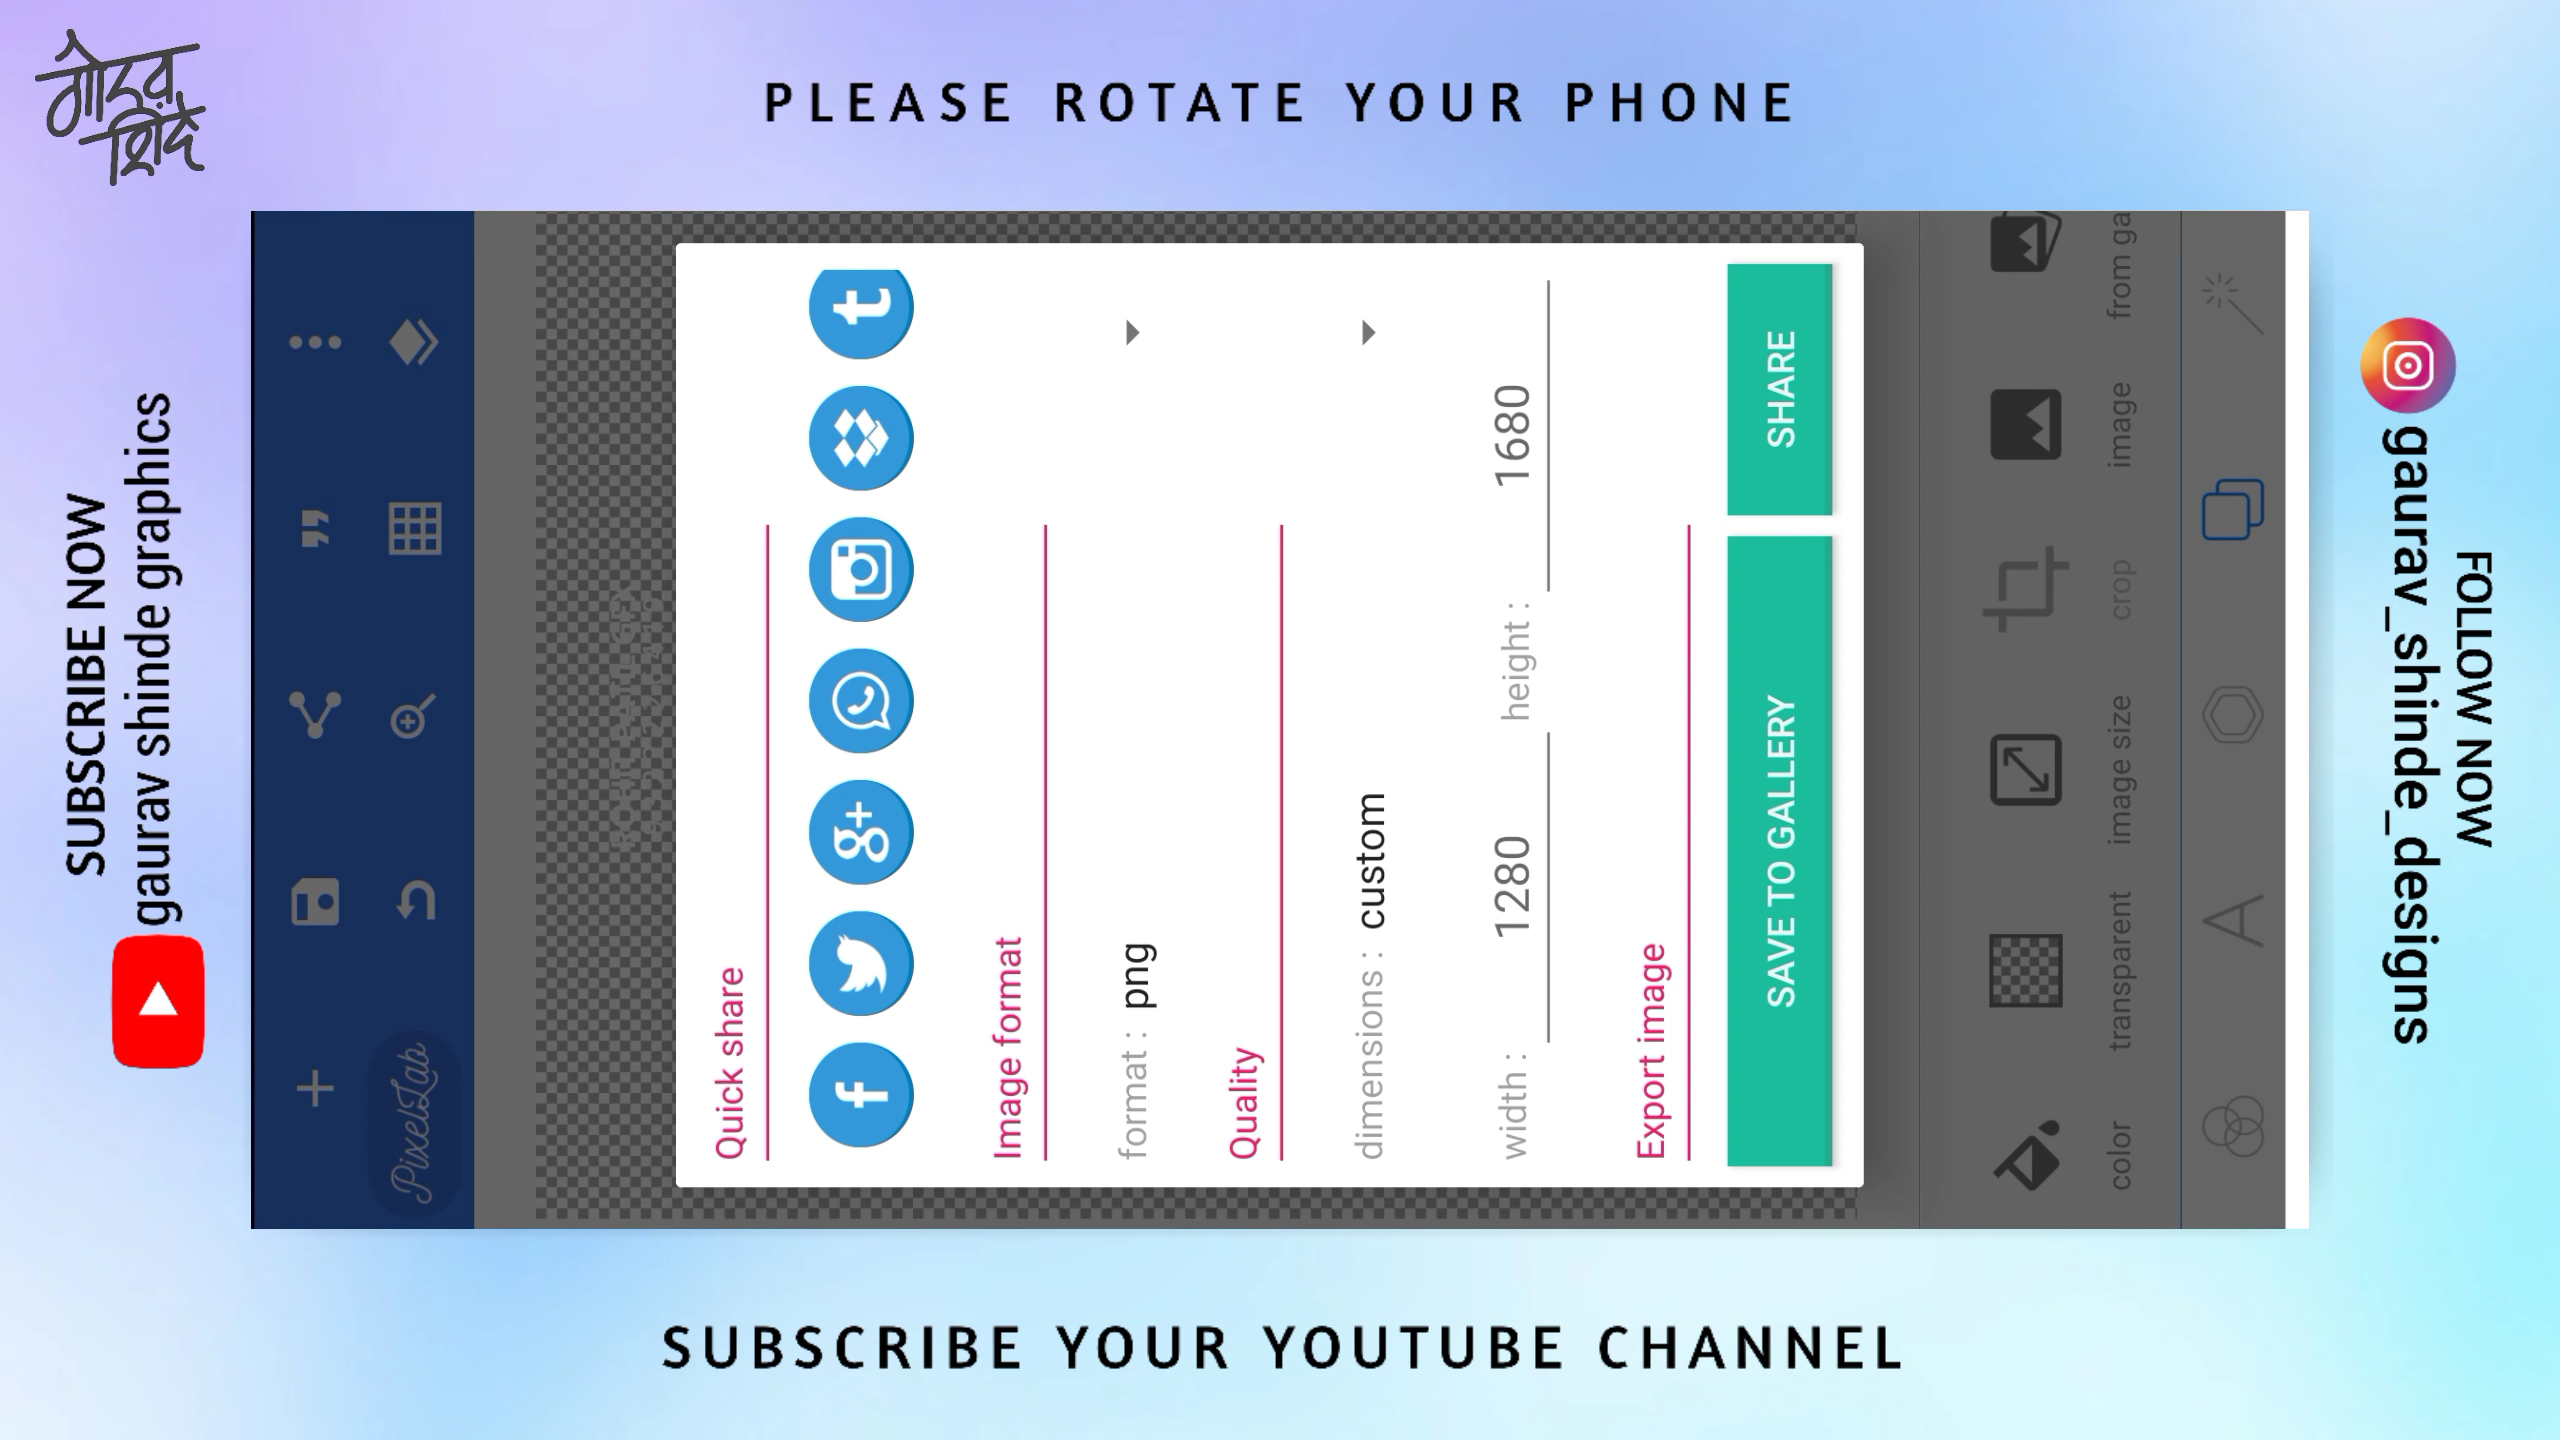 गौरव
शिंदे
PLEASE ROTATE YOUR PHONE
SUBSCRIBE NOW
gaurav shinde graphics
PixelLab
Quick share
Image format
format : png
Quality
dimensions : custom
width : 1280 height : 1680
Export image
SAVE TO GALLERY SHARE
color transparent image size crop image from ga
FOLLOW NOW
gaurav_shinde_designs
SUBSCRIBE YOUR YOUTUBE CHANNEL